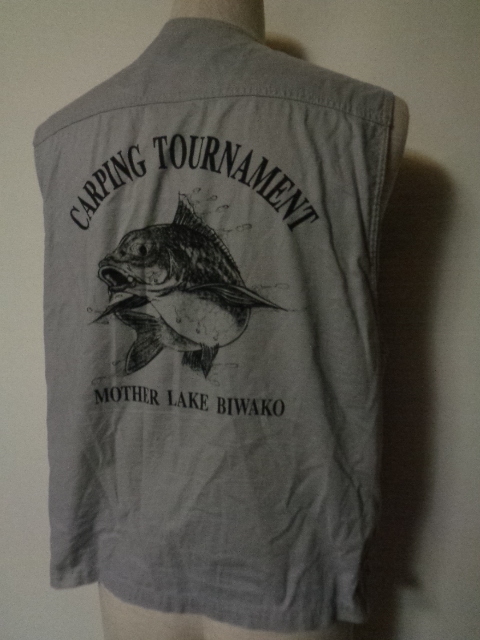 CARPING TOURNAMENT
MOTHER LAKE BIWAKO